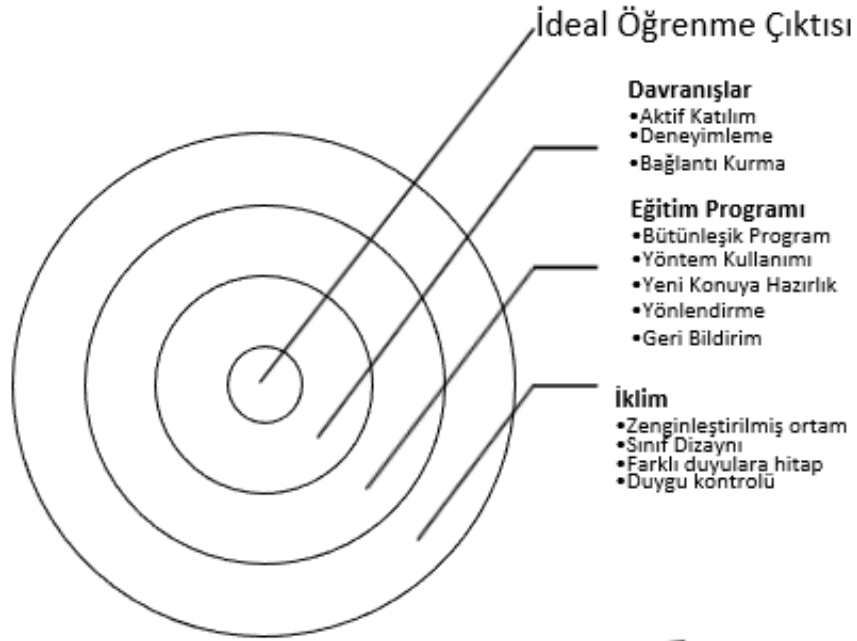 İdeal Öğrenme Çıktısı
Davranışlar
•Aktif Katılım
•Deneyimleme
•Bağlantı Kurma
Eğitim Programı
•Bütünleşik Program
•Yöntem Kullanımı
•Yeni Konuya Hazırlık
•Yönlendirme
•Geri Bildirim
İklim
•Zenginleştirilmiş ortam
•Sınıf Dizaynı
•Farklı duyulara hitap
•Duygu kontrolü